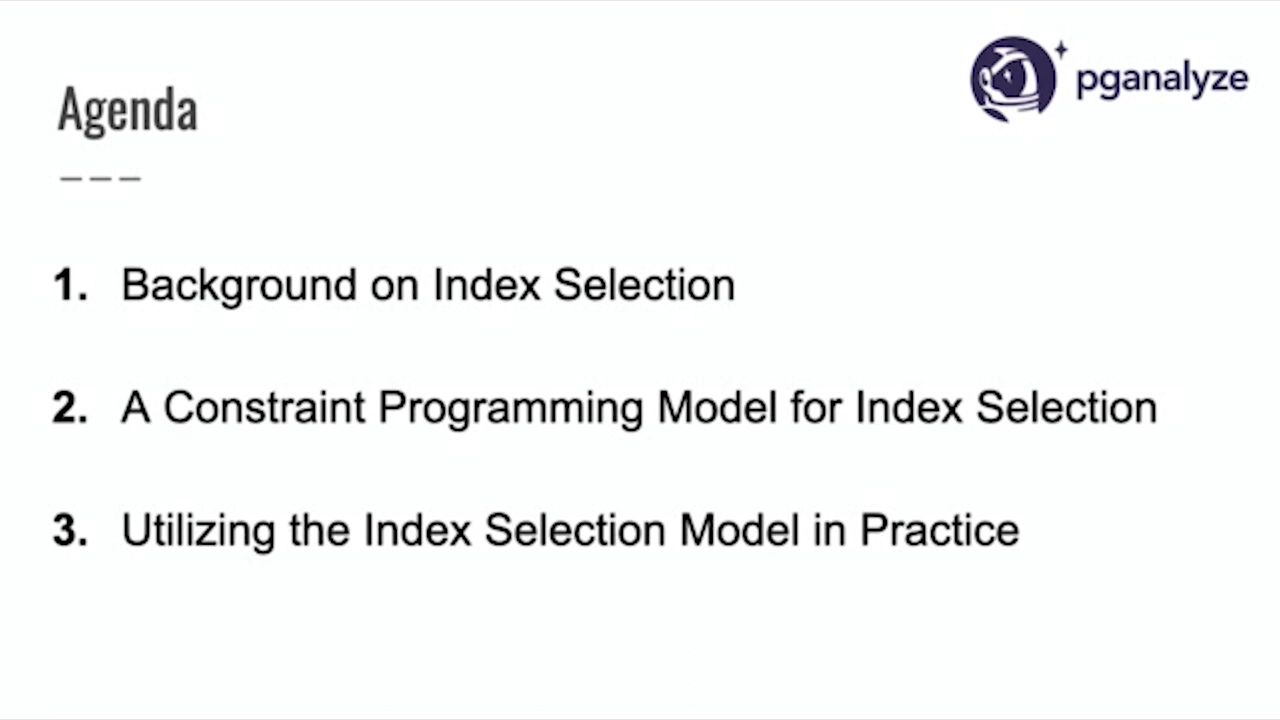 Agenda
pganalyze
1. Background on Index Selection
2. A Constraint Programming Model for Index Selection
3. Utilizing the Index Selection Model in Practice